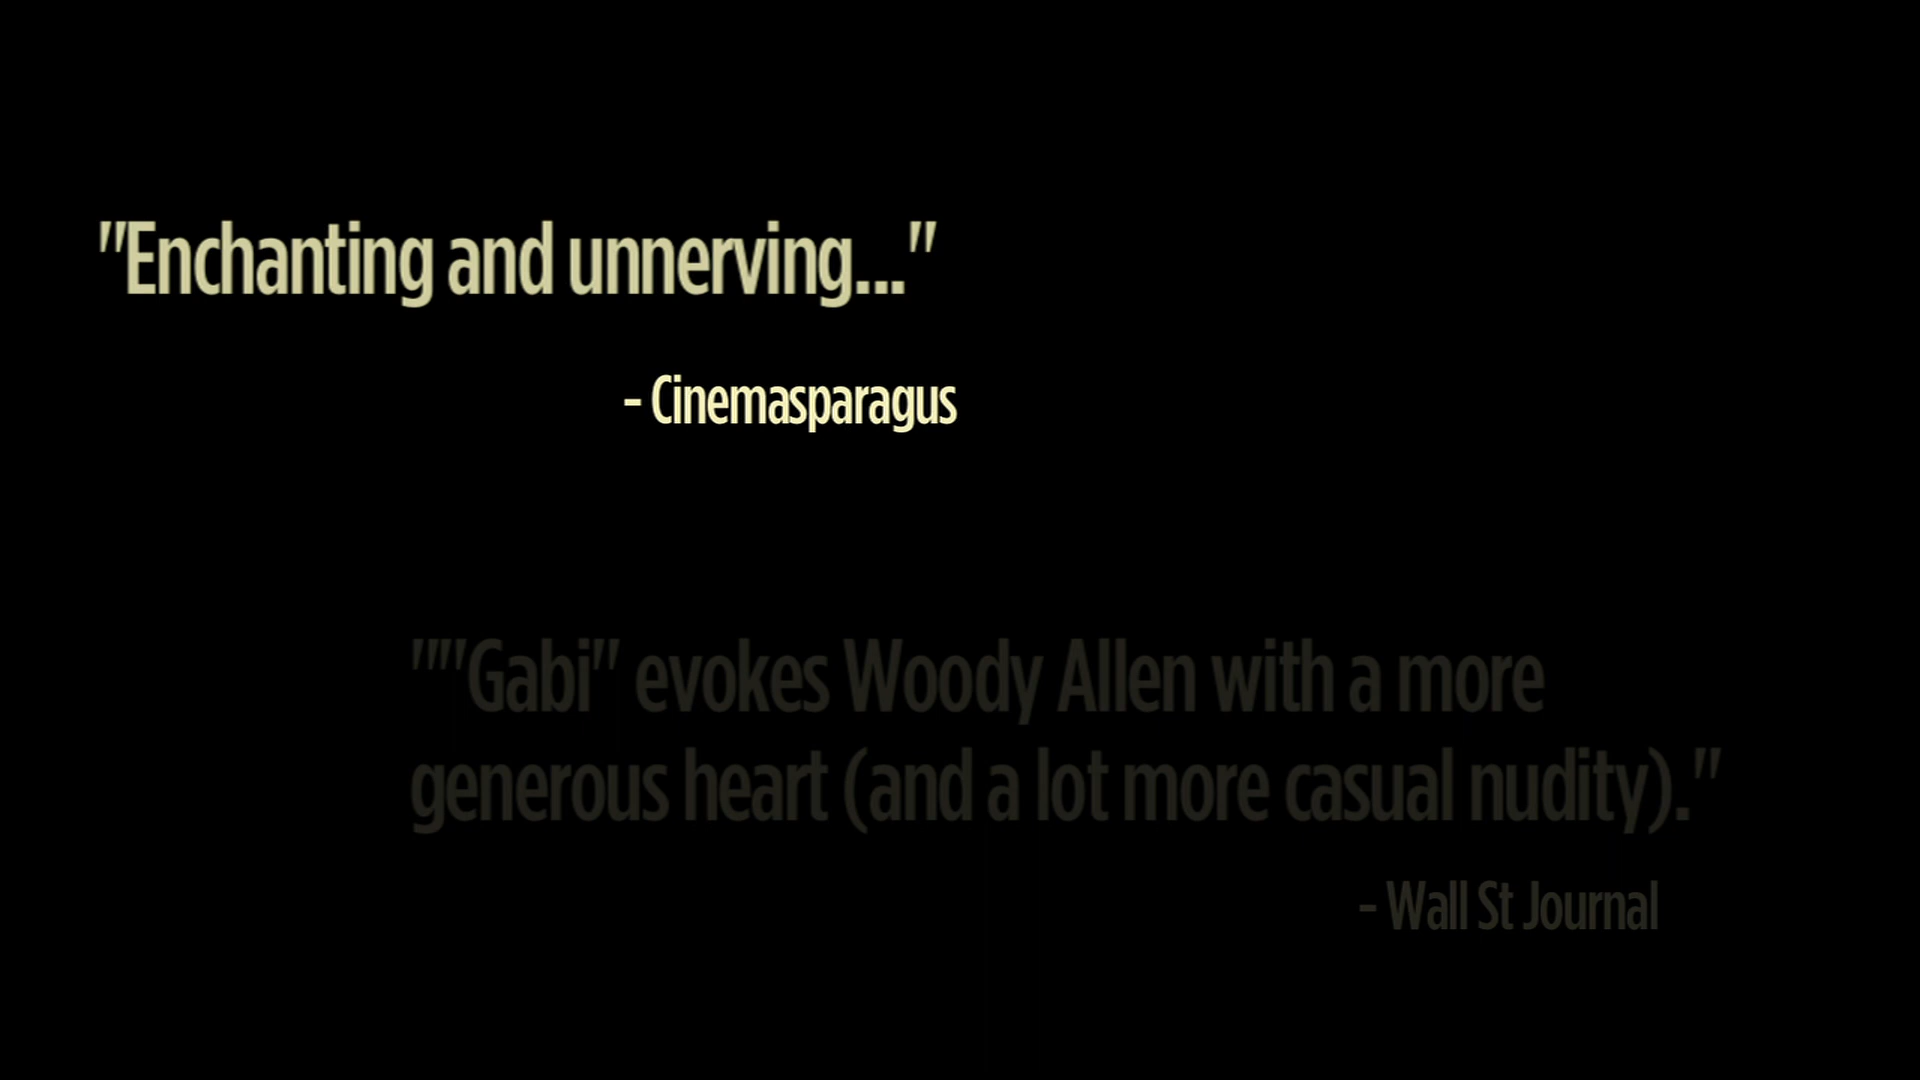 "Enchanting and unnerving..."
- Cinemasparagus
""Gabi" evokes Woody Allen with a more
generous heart (and a lot more casual nudity)."
- Wall St Journal